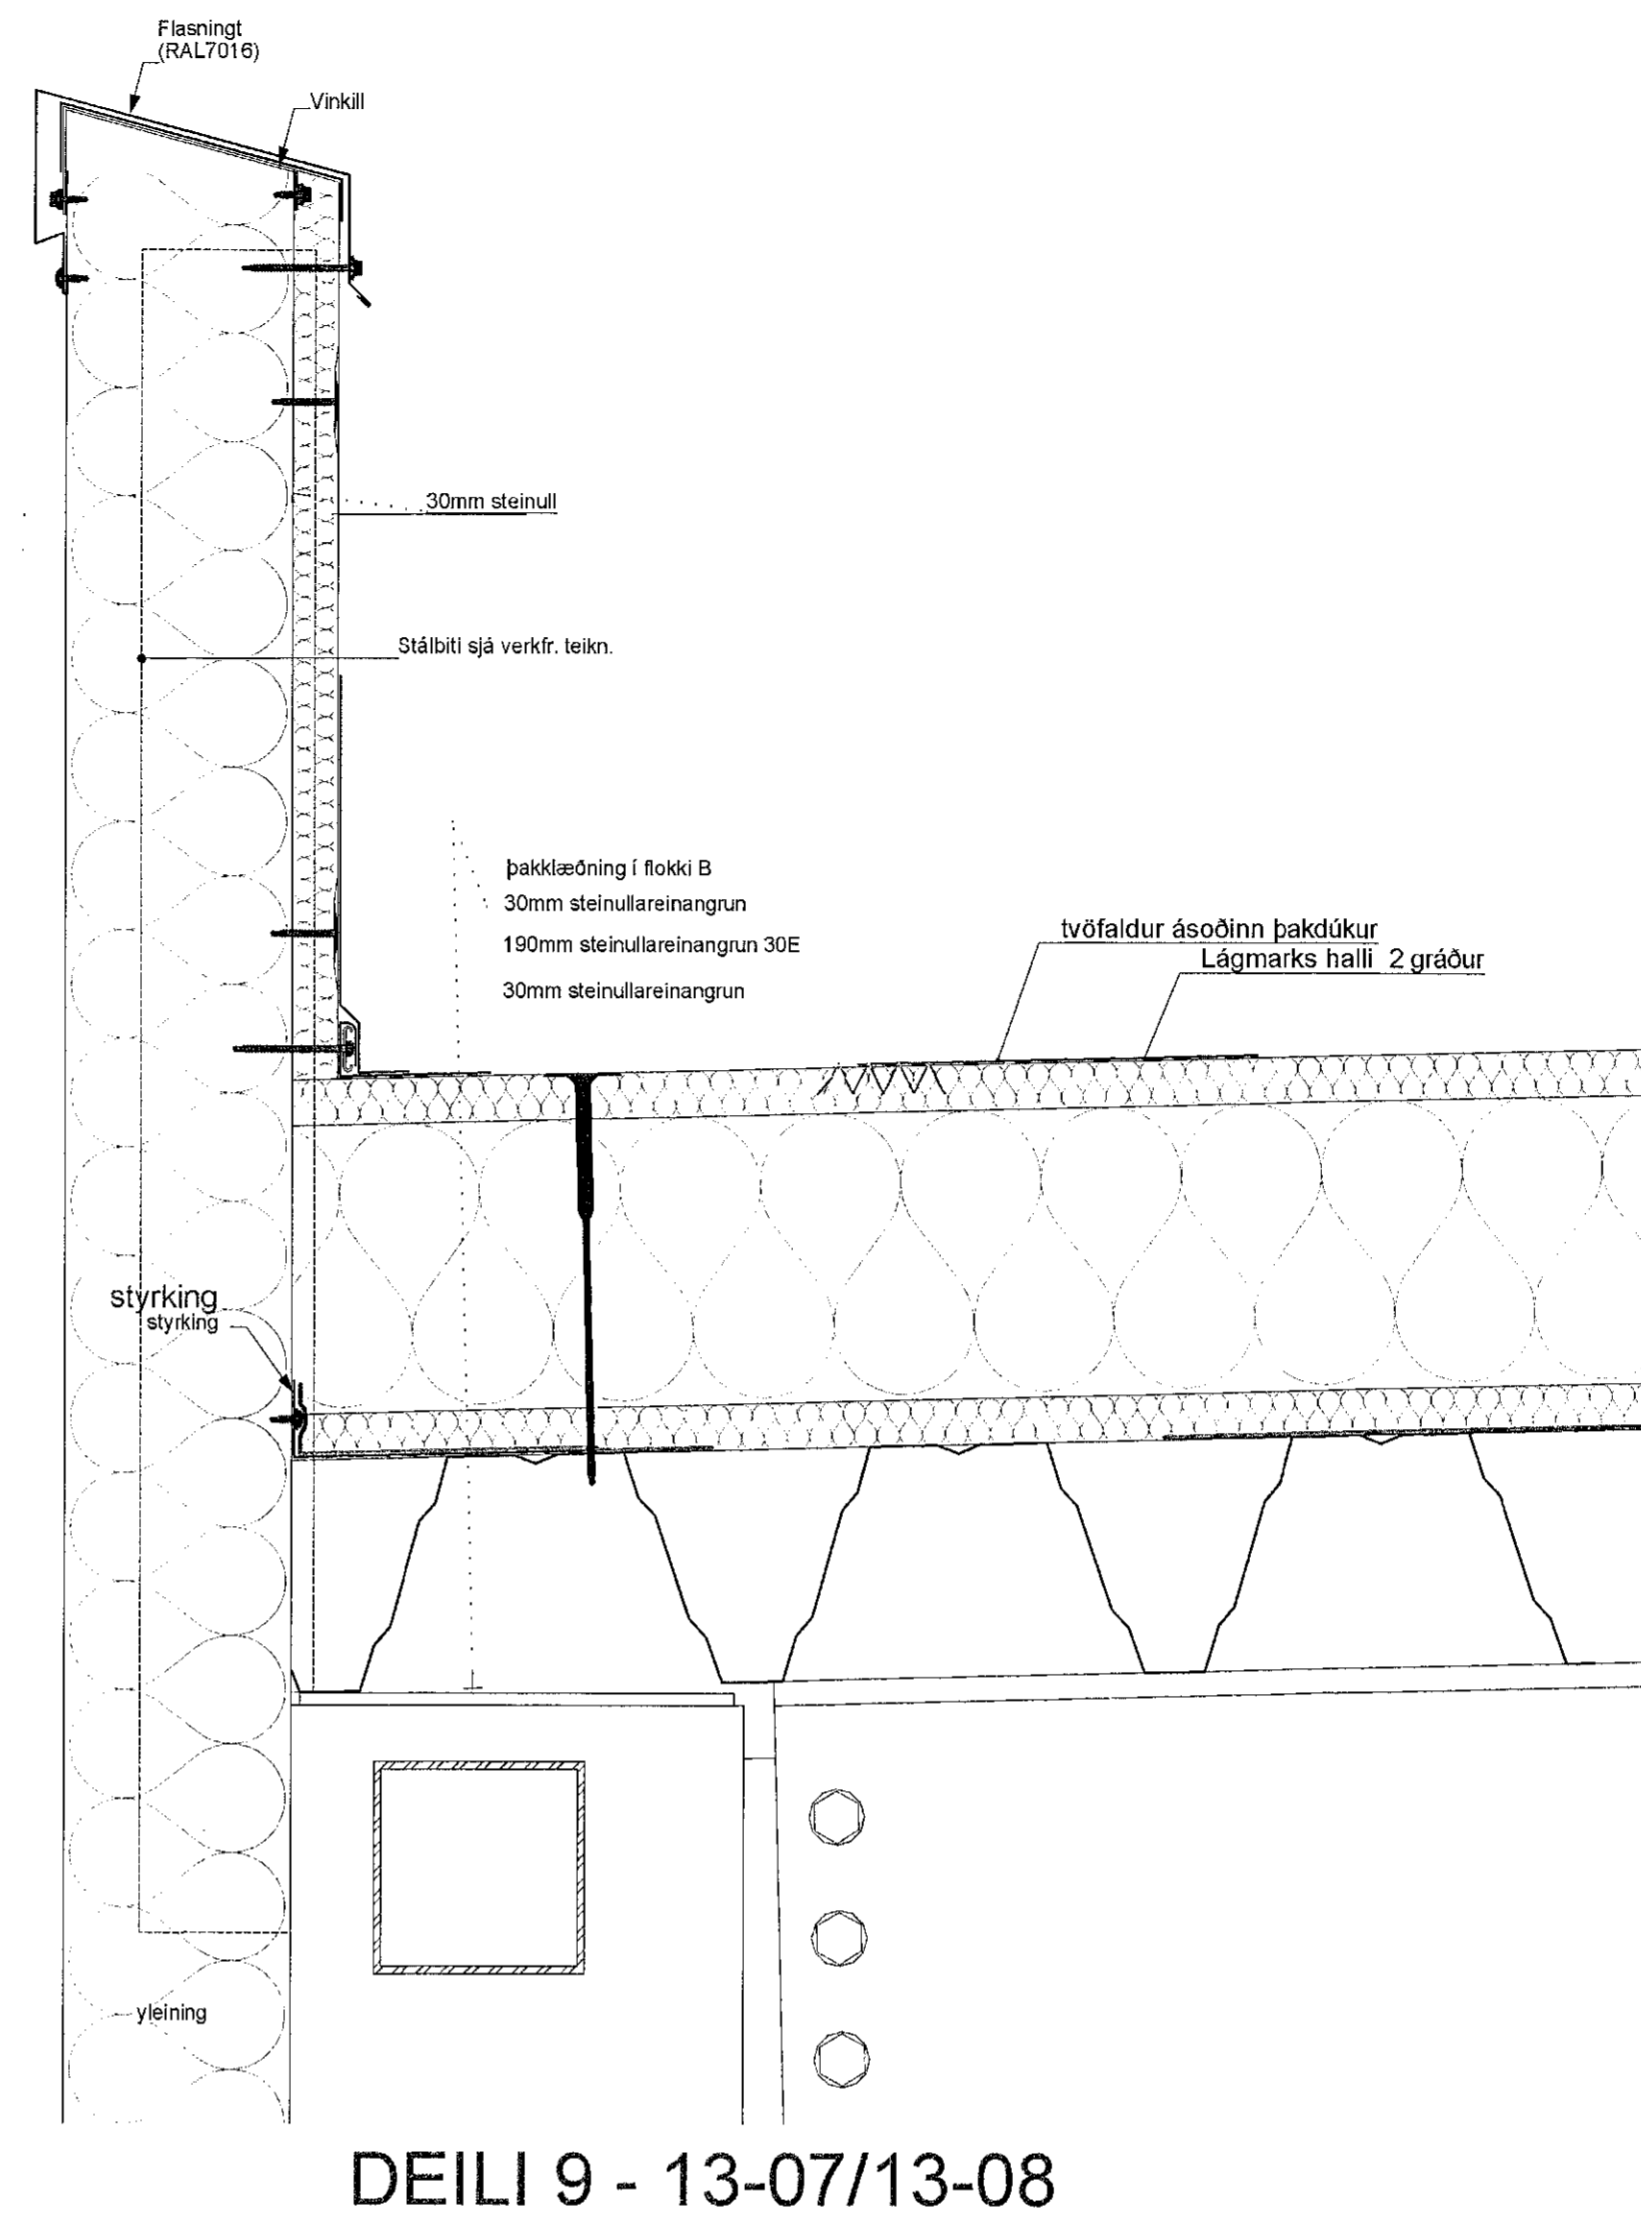 Flasningt
(RAL7016)
Vinkill
30mm steinull
Stálbiti sjá verkfr. teikn.
þakklæðning í flokki B
30mm steinullareinangrun
190mm steinullareinangrun 30E
30mm steinullareinangrun
tvöfaldur ásoðinn þakdúkur
Lágmarks halli 2 gráður
styrking
styrking
yleining
DEILI 9 - 13-07/13-08